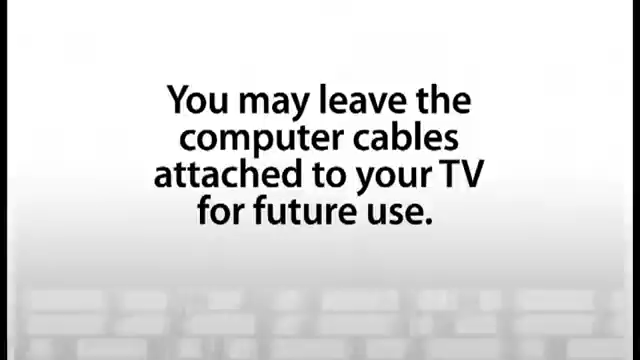 You may leave the
computer cables
attached to your TV
for future use.